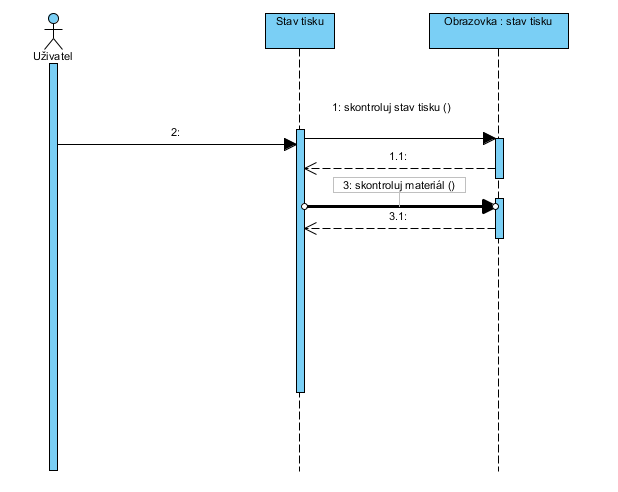 Uživatel
Stav tisku
Obrazovka : stav tisku
1: skontroluj stav tisku ()
2:
1.1:
3: skontroluj materiál ()
3.1: